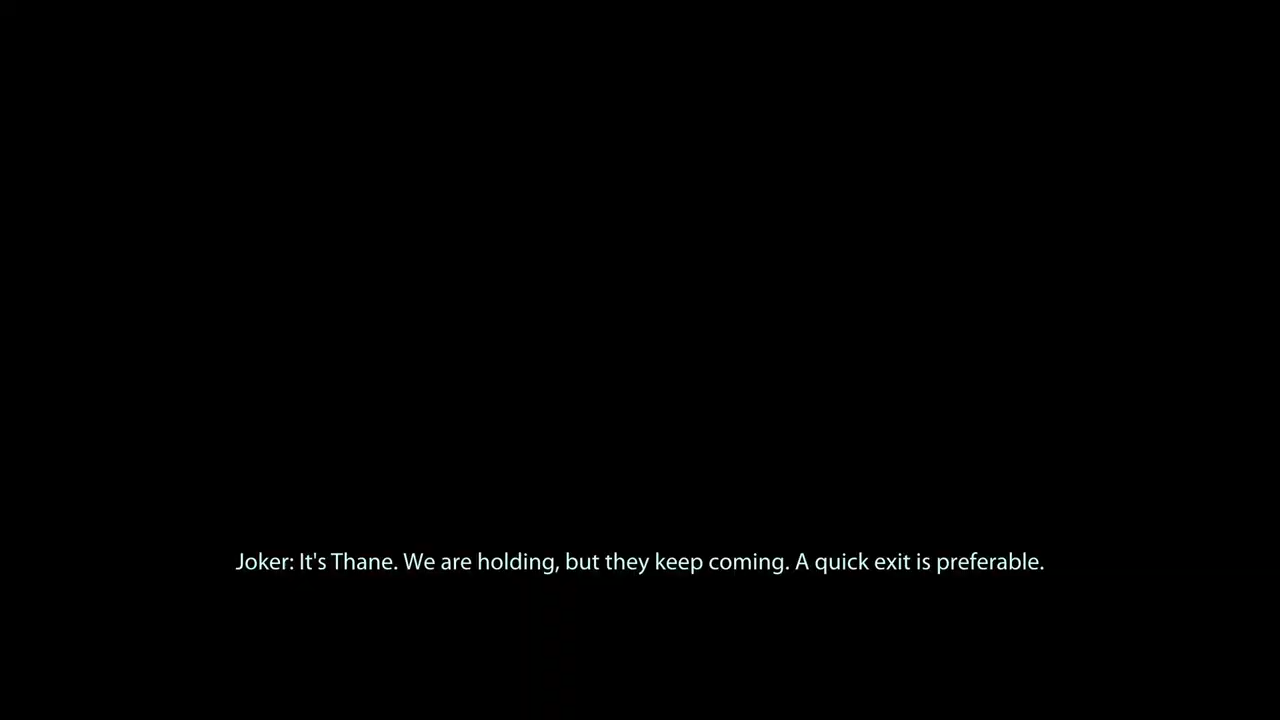 Joker: It's Thane. We are holding, but they keep coming. A quick exit is preferable.